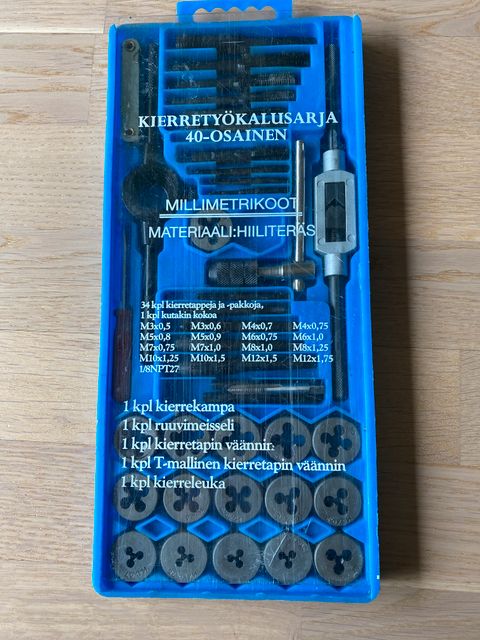 KIERRETYÖKALUSARJA
40-OSAINEN
MILLIMETRIKOOT
MATERIAALI:HIILITERÄS
34 kpl kierretappeja ja -pakkoja,
1 kpl kutakin kokoa
M3x0,5 - M3x0,6 M4x0,7 M4x0,75
M5x0,8 M5x0,9 M6x0,75 M6x1,0
M7x0,75 M7x1,0 M8x1,0 M8x1,25
M10x1,25 M10x1,5 M12x1,5 M12x1,75
1/8NPT27
1 kpl kierrekampa
1 kpl ruuvimeisseli
1 kpl kierretapin väännin
1 kpl T-mallinen kierretapin väännin
1 kpl kierreleuka